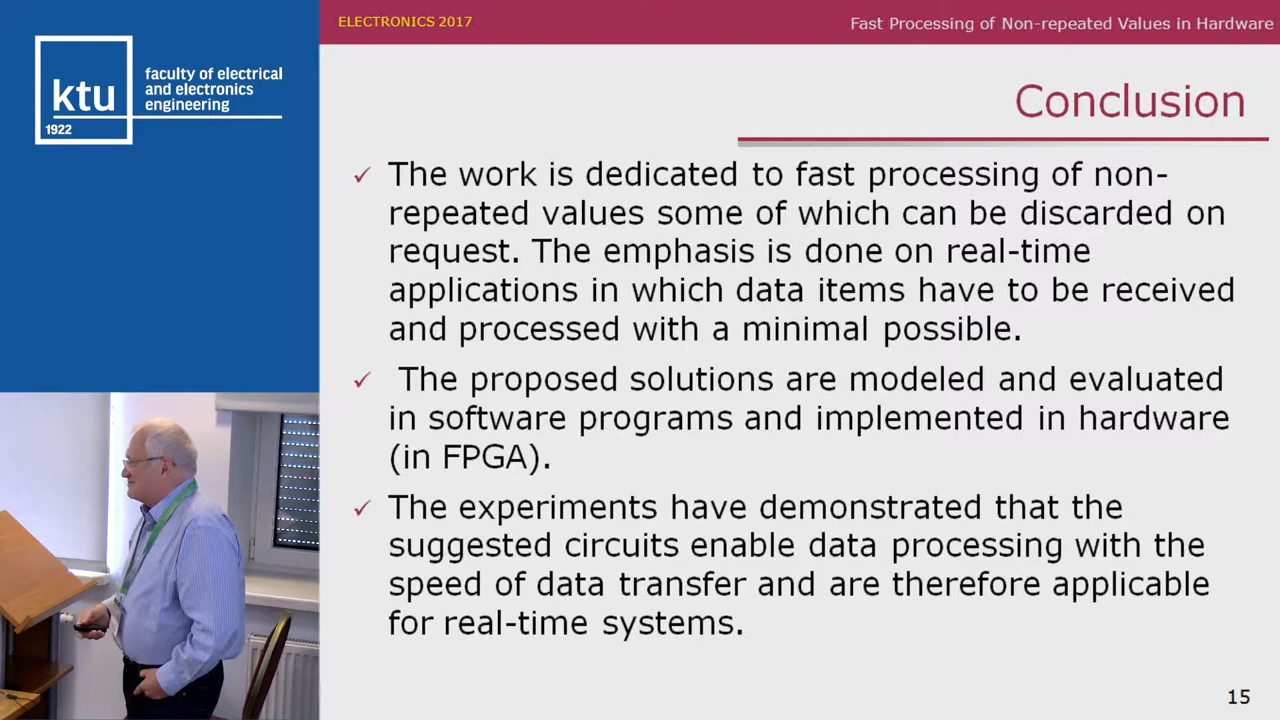 ELECTRONICS 2017
Fast Processing of Non-repeated Values in Hardware
ktu
1922
faculty of electrical
and electronics
engineering
Conclusion
✓ The work is dedicated to fast processing of non-
repeated values some of which can be discarded on
request. The emphasis is done on real-time
applications in which data items have to be received
and processed with a minimal possible.
✓ The proposed solutions are modeled and evaluated
in software programs and implemented in hardware
(in FPGA).
✓ The experiments have demonstrated that the
suggested circuits enable data processing with the
speed of data transfer and are therefore applicable
for real-time systems.
15